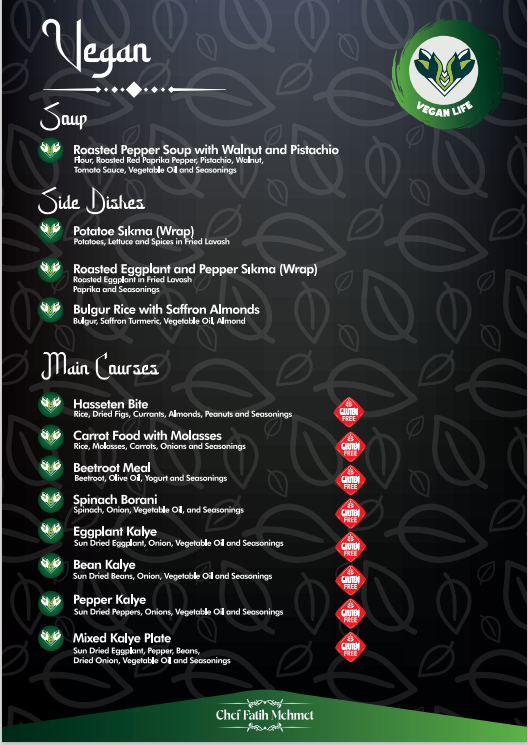 Vegan
VEGAN LIFE
Soup
Roasted Pepper Soup with Walnut and Pistachio
Flour, Roasted Red Paprika Pepper, Pistachio, Walnut,
Tomato Sauce, Vegetable Oil and Seasonings
Side Dishes
Potatoe Sıkma (Wrap)
Potatoes, Lettuce and Spices in Fried Lavash
Roasted Eggplant and Pepper Sıkma (Wrap)
Roasted Eggplant in Fried Lavash
Paprika and Seasonings
Bulgur Rice with Saffron Almonds
Bulgur, Saffron Turmeric, Vegetable Oil, Almond
Main Courses
Hasseten Bite
Rice, Dried Figs, Currants, Almonds, Peanuts and Seasonings
GLUTEN
FREE
Carrot Food with Molasses
Rice, Molasses, Carrots, Onions and Seasonings
GLUTEN
FREE
Beetroot Meal
Beetroot, Olive Oil, Yogurt and Seasonings
GLUTEN
FREE
Spinach Borani
Spinach, Onion, Vegetable Oil, and Seasonings
GLUTEN
FREE
Eggplant Kalye
Sun Dried Eggplant, Onion, Vegetable Oil and Seasonings
GLUTEN
FREE
Bean Kalye
Sun Dried Beans, Onion, Vegetable Oil and Seasonings
GLUTEN
FREE
Pepper Kalye
Sun Dried Peppers, Onions, Vegetable Oil and Seasonings
GLUTEN
FREE
Mixed Kalye Plate
Sun Dried Eggplant, Pepper, Beans,
Dried Onion, Vegetable Oil and Seasonings
GLUTEN
FREE
Chef Fatih Mehmet